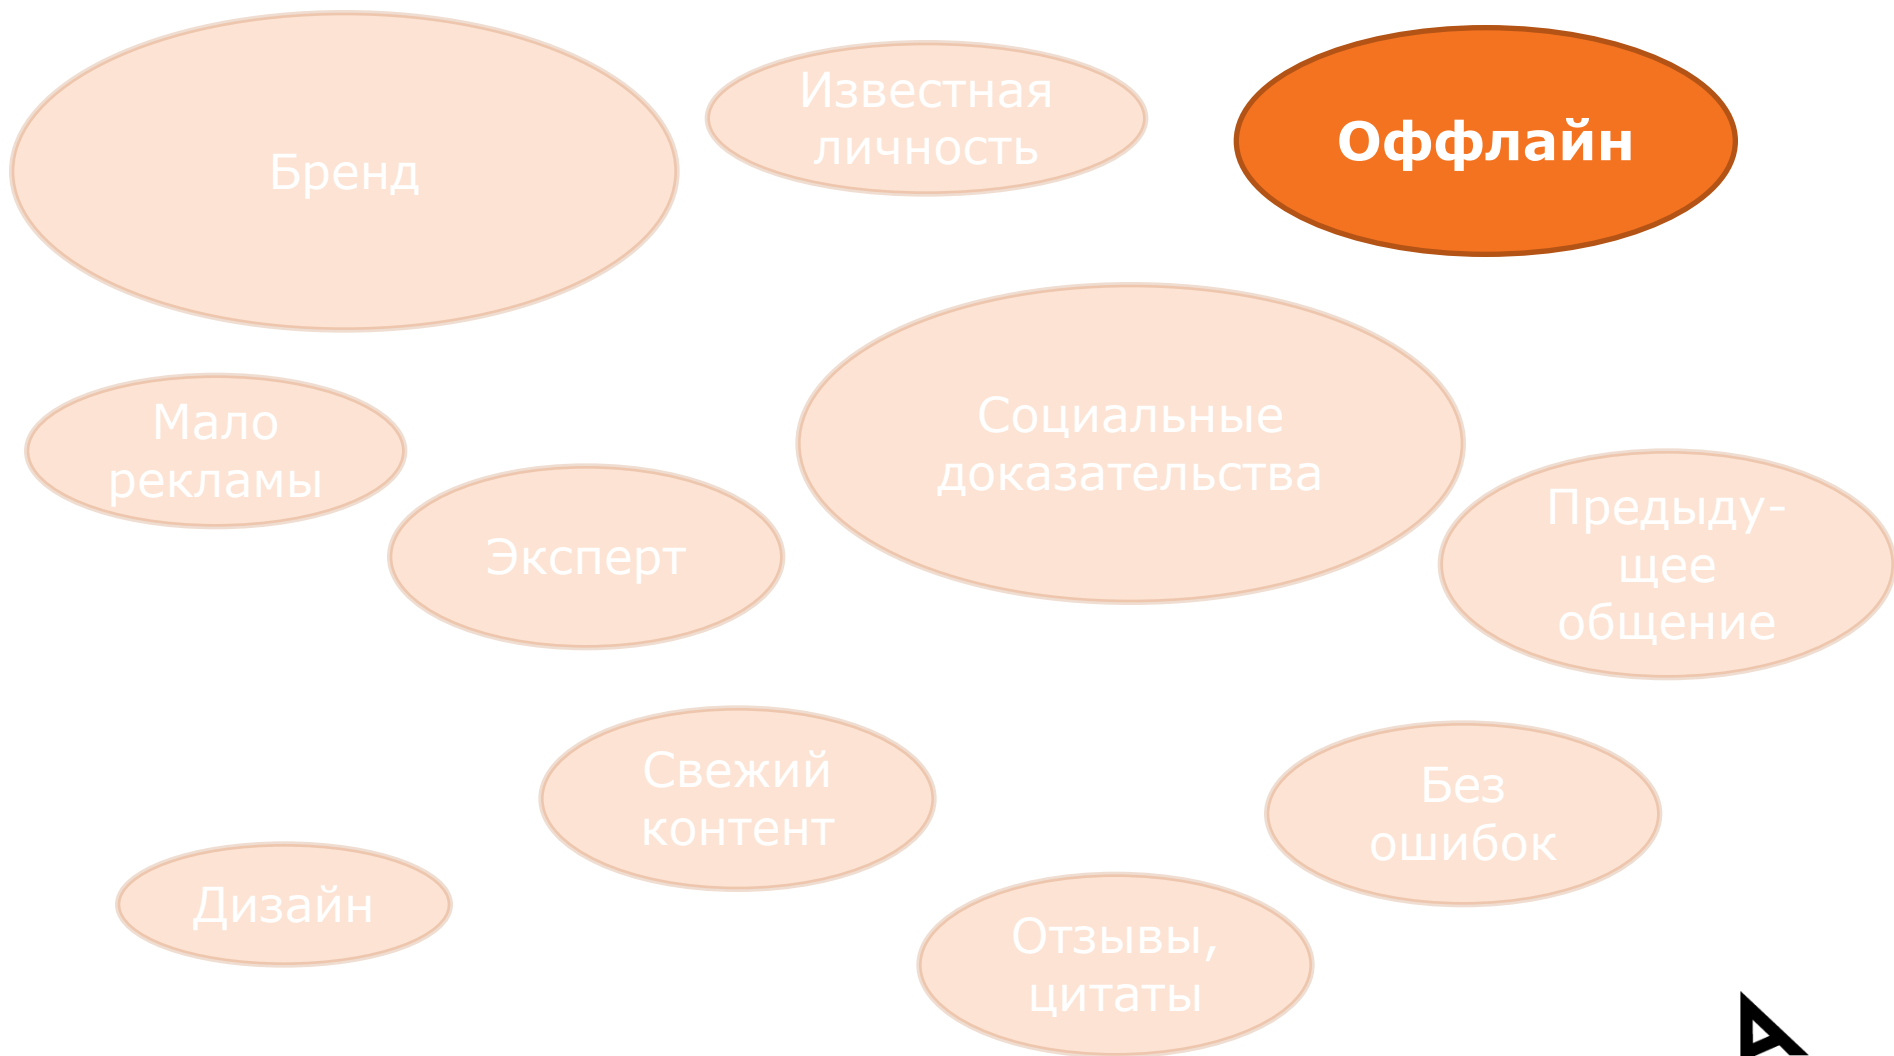 Бренд
Известная
личность
Оффлайн
Мало
рекламы
Эксперт
Социальные
доказательства
Предыду-
щее
общение
Свежий
контент
Без
ошибок
Дизайн
Отзывы,
цитаты